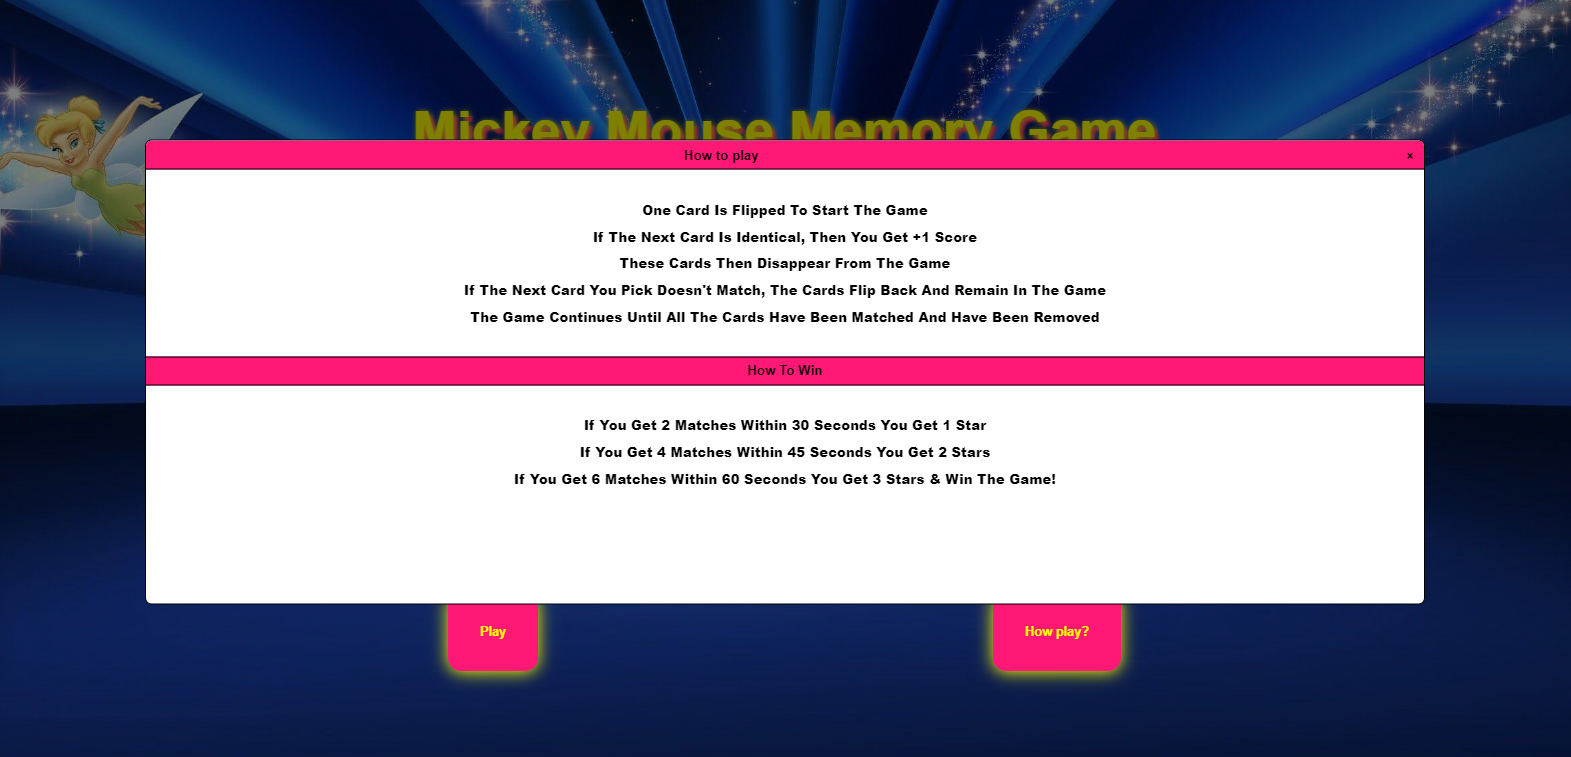 Mickey Mouse Memory Game
How to play ×
One Card Is Flipped To Start The Game
If The Next Card Is Identical, Then You Get +1 Score
These Cards Then Disappear From The Game
If The Next Card You Pick Doesn't Match, The Cards Flip Back And Remain In The Game
The Game Continues Until All The Cards Have Been Matched And Have Been Removed
How To Win
If You Get 2 Matches Within 30 Seconds You Get 1 Star
If You Get 4 Matches Within 45 Seconds You Get 2 Stars
If You Get 6 Matches Within 60 Seconds You Get 3 Stars & Win The Game!
Play
How play?